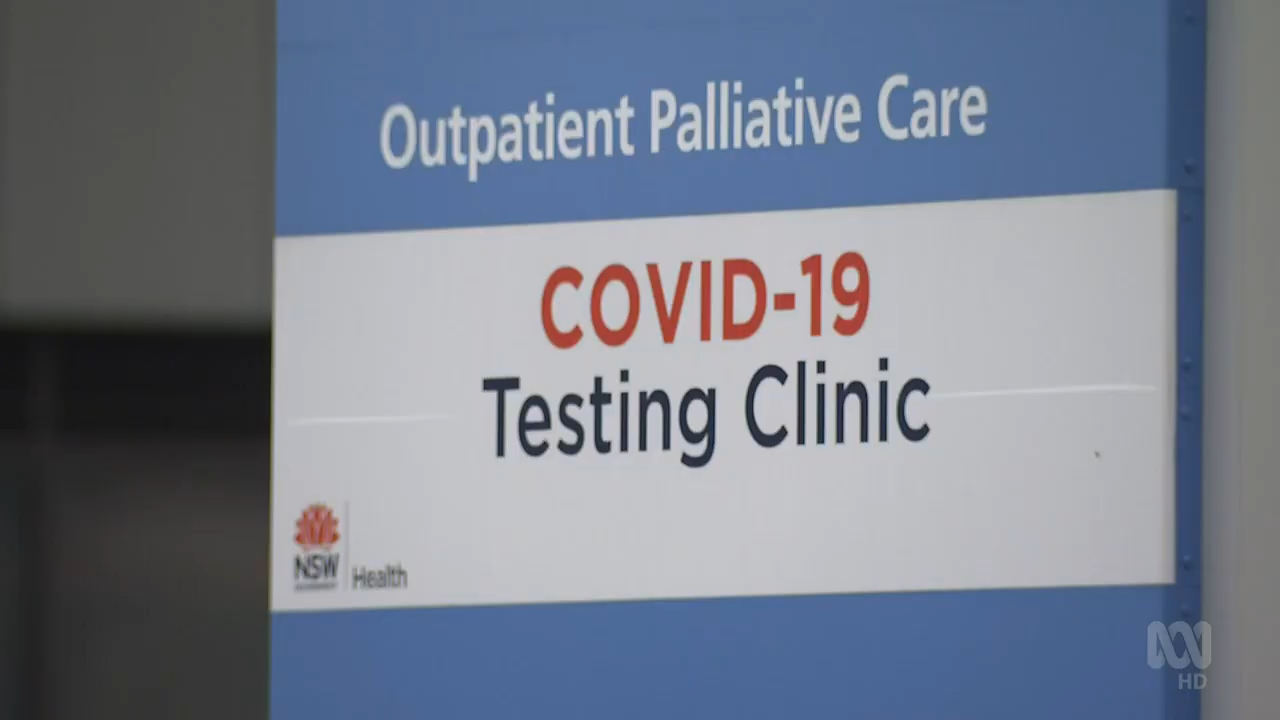 Outpatient Palliative Care
COVID-19
Testing Clinic
NSW
Health
HD